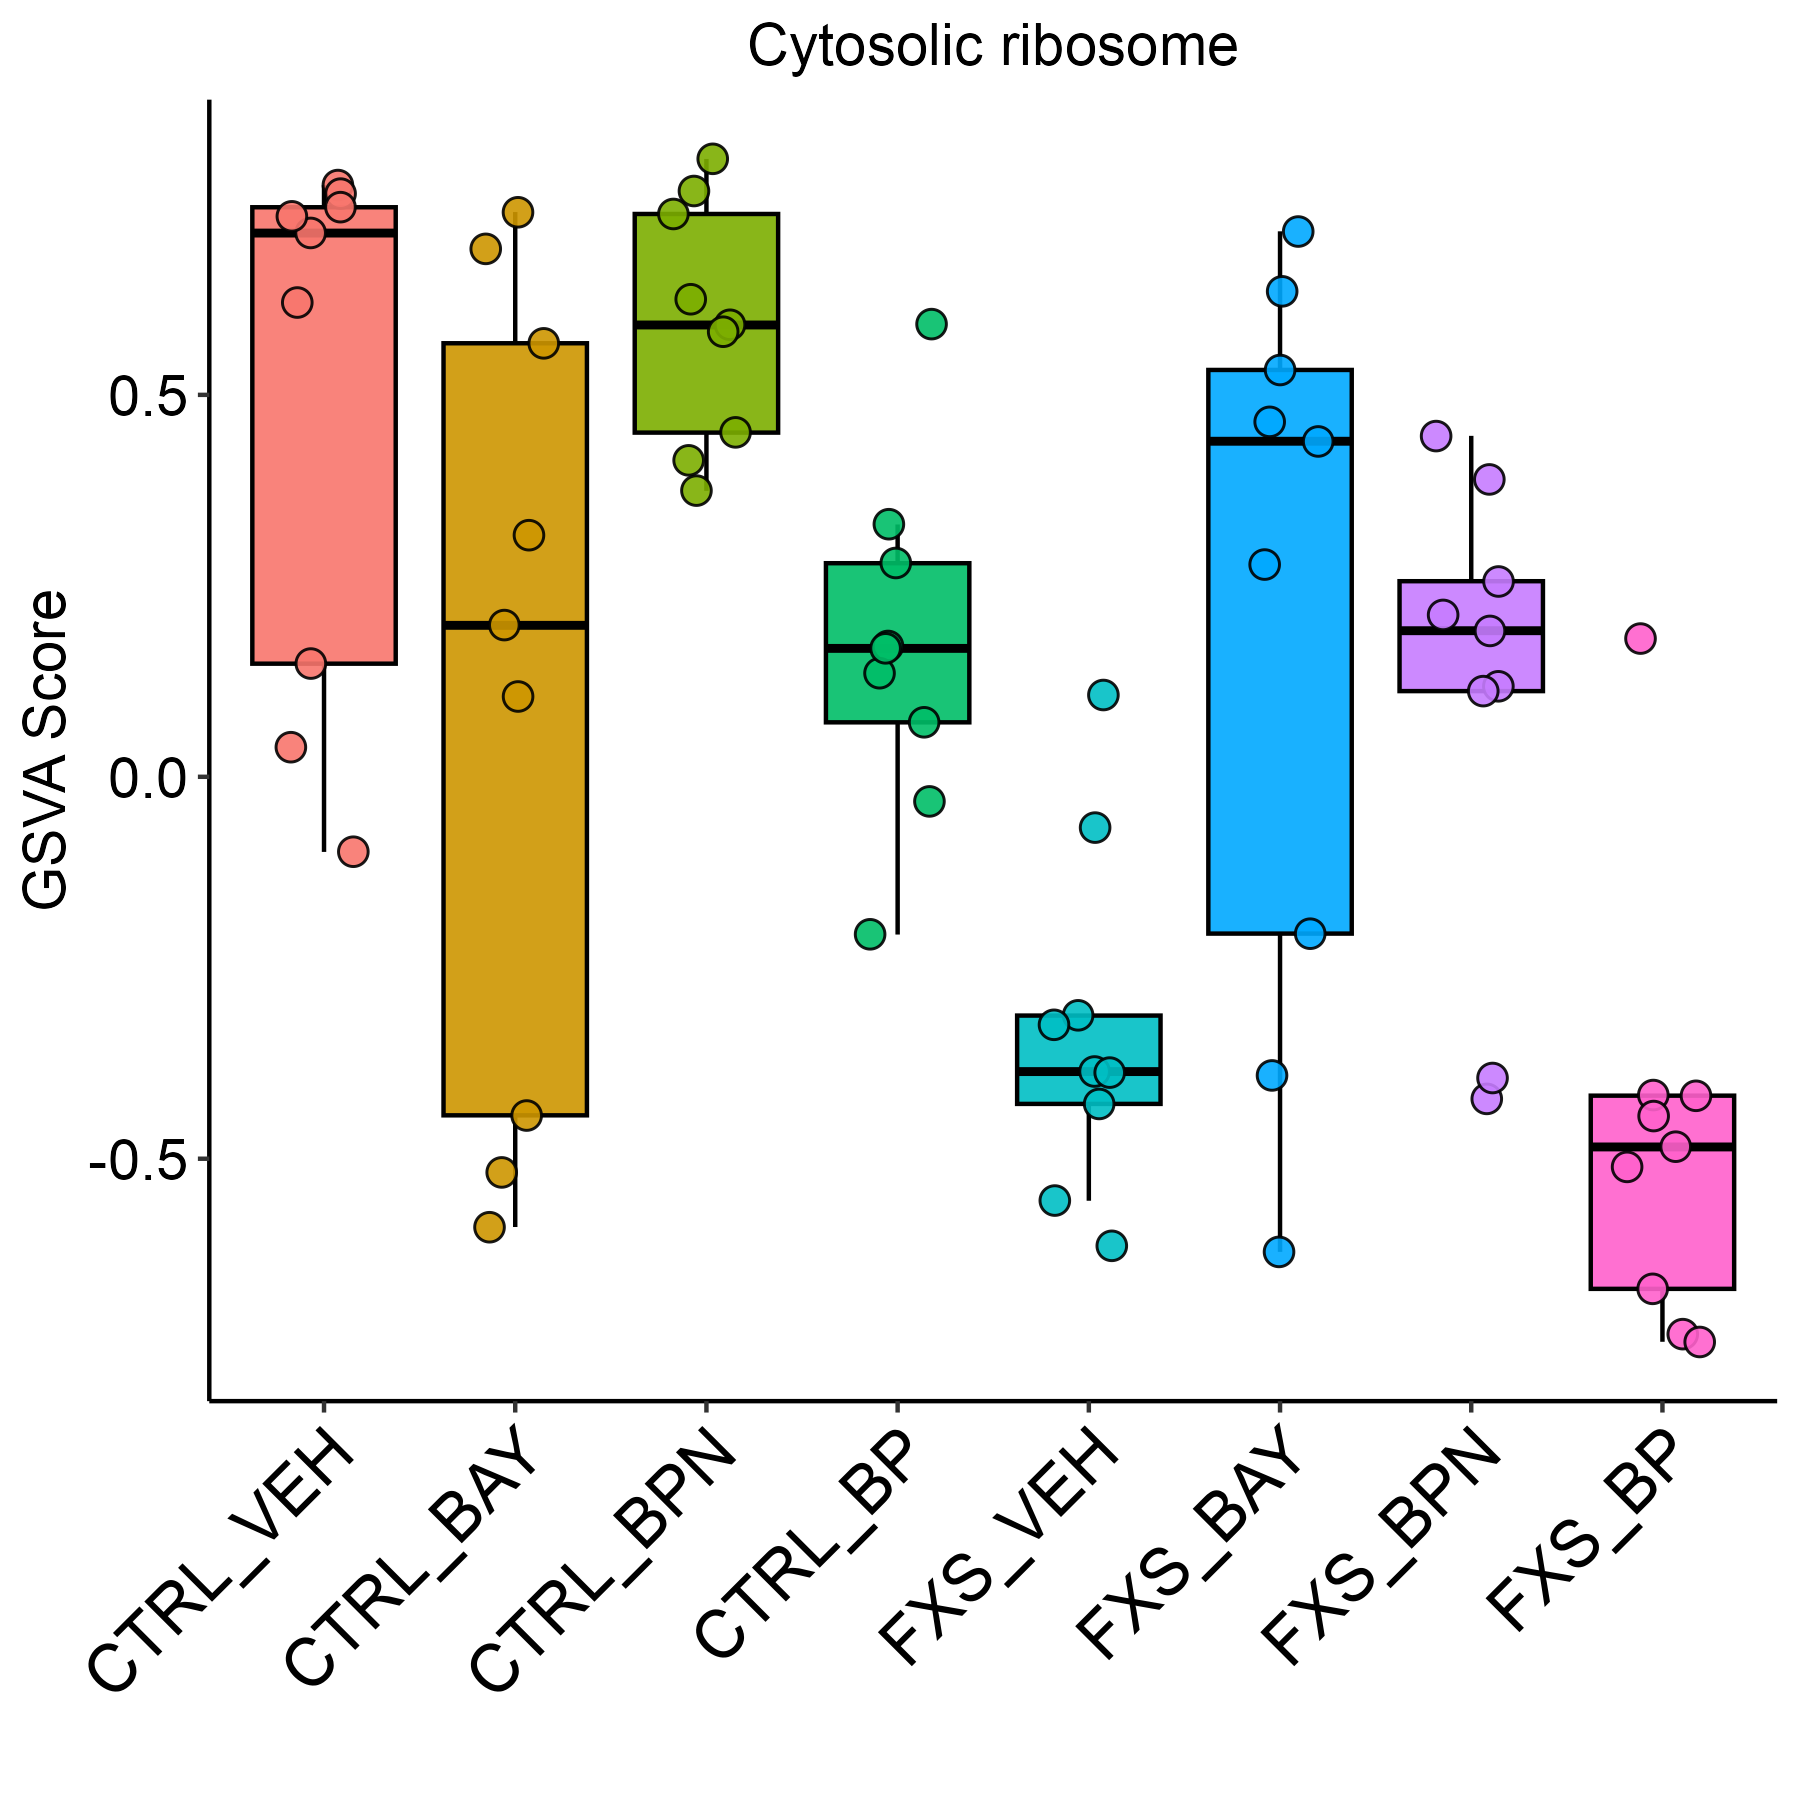 Cytosolic ribosome
GSVA Score
0.5
0.0
-0.5
CTRL_VEH
CTRL_BAY
CTRL_BPN
CTRL_BP
FXS_VEH
FXS_BAY
FXS_BPN
FXS_BP